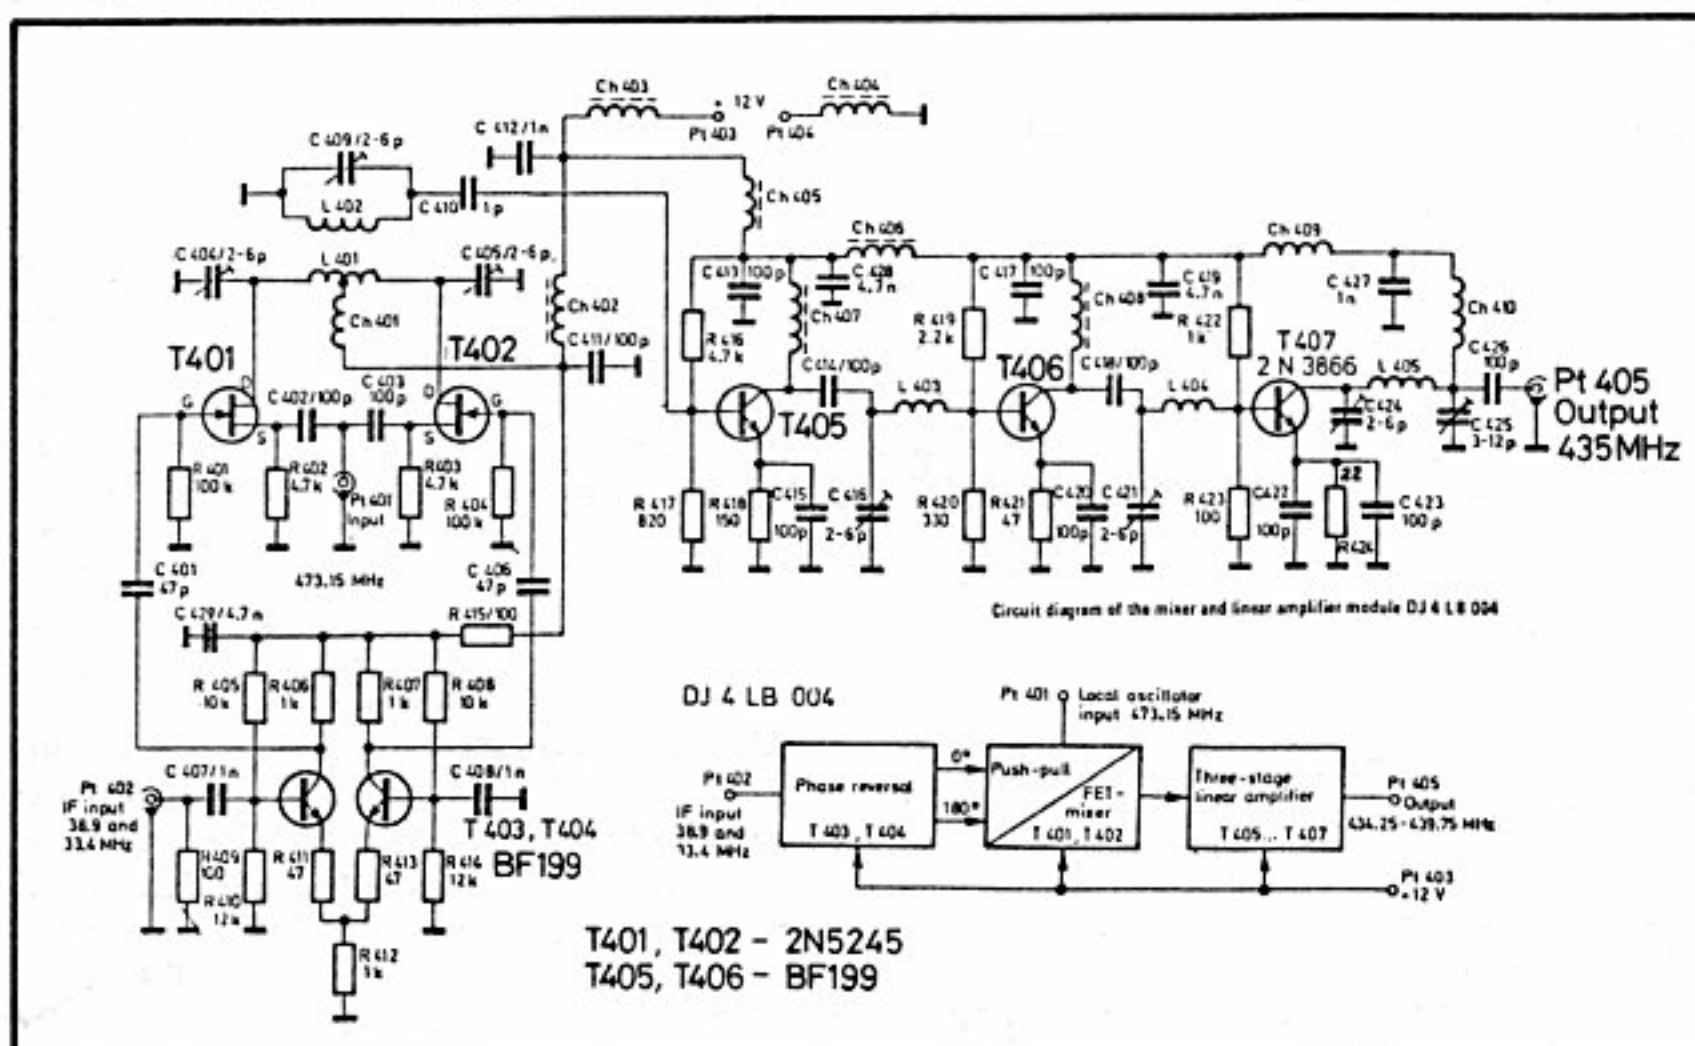 Ch 403
Ch 404
+ 12 V
Pt 403
Pt 404
C 412/1n
C 409/2-6p
L 402
C 410
1p
Ch 405
C 404/2-6p
L 401
C 405/2-6p
Ch 402
Ch 401
C 411/100p
T401
T402
D
G
S
C 402/100p
C 403
100p
D
G
S
R 401
100k
R 402
4.7k
Pt 401
Input
R 403
4.7k
R 404
100k
473.15 MHz
C 401
47p
C 406
47p
C 429/4.7n
R 415/100
R 405
10k
R 406
1k
R 407
1k
R 408
10k
Pt 402
IF input
38.9 and
33.4 MHz
C 407/1n
C 408/1n
T 403, T 404
BF199
R 409
100
R 410
12k
R 411
47
R 413
47
R 414
12k
R 412
1k
Ch 406
Ch 409
C 413
100p
C 428
4.7n
C 417
100p
C 419
4.7n
C 427
1n
Ch 407
Ch 408
Ch 410
R 416
4.7k
R 419
2.2k
R 422
1k
C 414/100p
C 418/100p
T405
T406
T407
2 N 3866
L 403
L 404
L 405
C 426
100p
C 424
2-6p
C 425
3-12p
Pt 405
Output
435MHz
R 417
820
R 418
150
C 415
100p
C 416
2-6p
R 420
330
R 421
47
C 420
100p
C 421
2-6p
R 423
100
C 422
100p
22
R 424
C 423
100p
Circuit diagram of the mixer and linear amplifier module DJ 4 LB 004
DJ 4 LB 004
Pt 401
Local oscillator
input 473.15 MHz
Pt 402
IF input
38.9 and
33.4 MHz
Phase reversal
T 403, T 404
0°
180°
Push-pull
FET-
mixer
T 401, T 402
Three-stage
linear amplifier
T 405... T 407
Pt 405
Output
434.25-439.75 MHz
Pt 403
+12 V
T401, T402 - 2N5245
T405, T406 - BF199